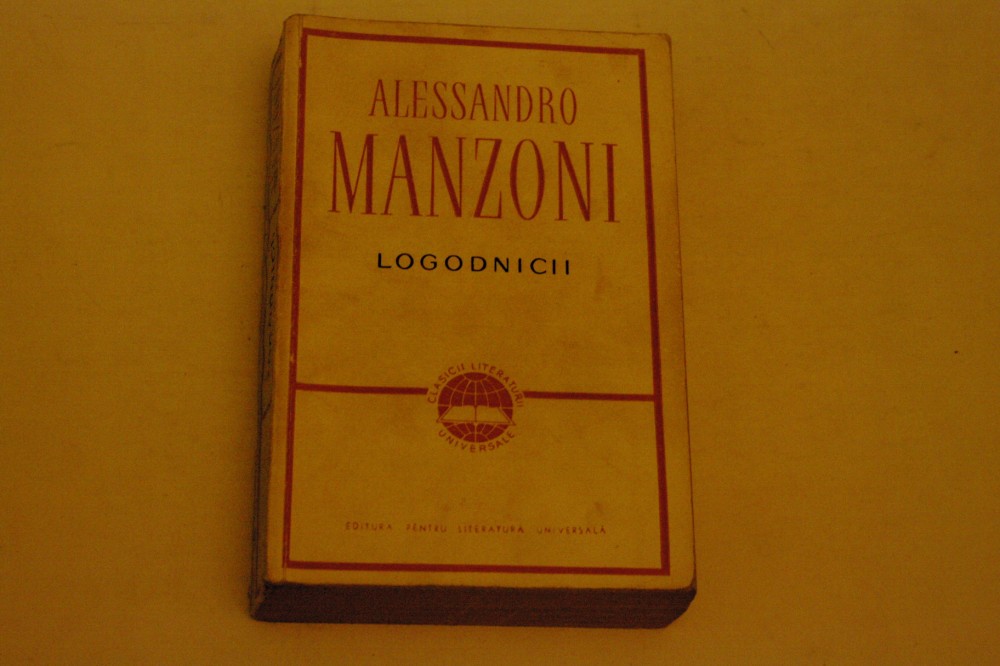 ALESSANDRO
MANZONI
LOGODNICII
CLASICII LITERATURII
UNIVERSALE
EDITURA PENTRU LITERATURA UNIVERSALĂ